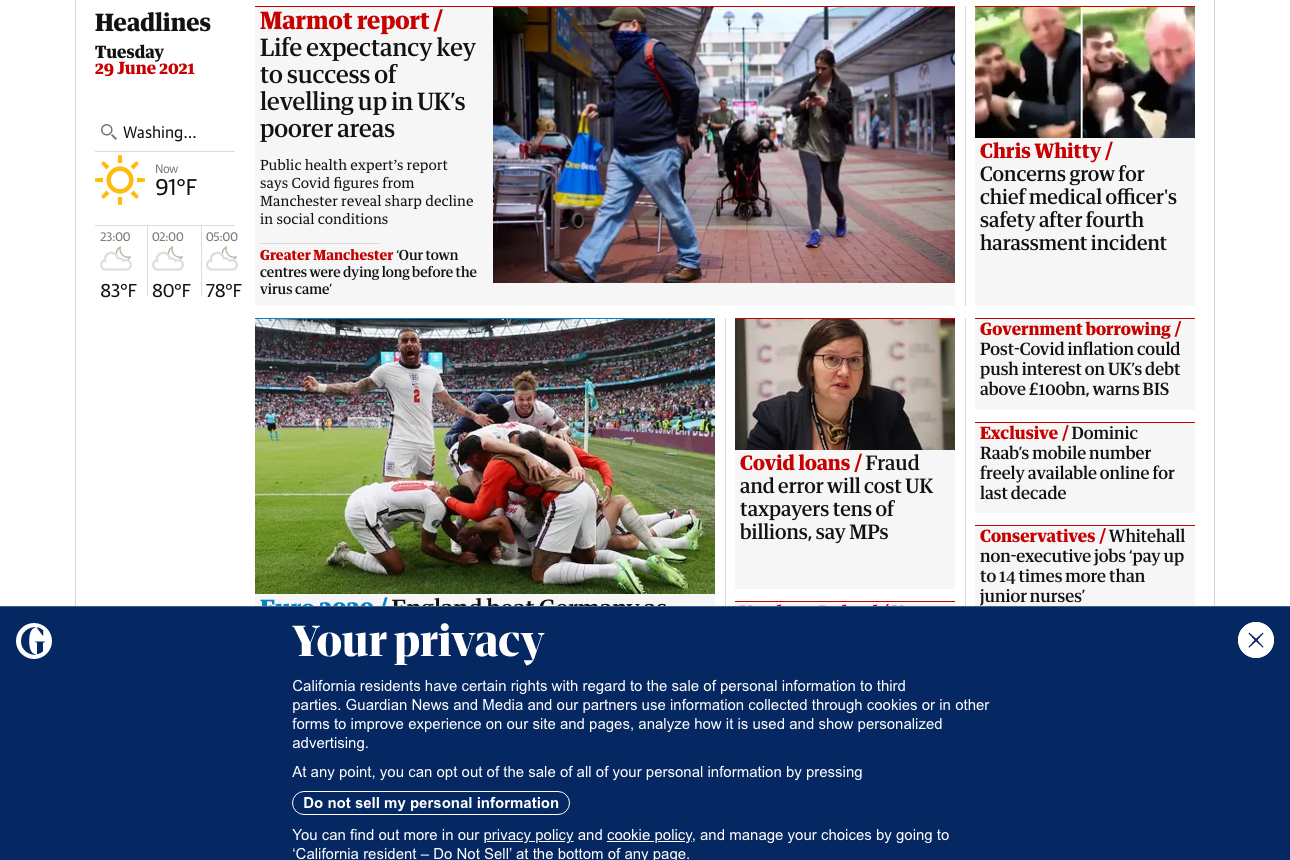 Headlines
Tuesday
29 June 2021
Washing...
Now
91°F
23:00
02:00
05:00
83°F
80°F
78°F
Marmot report /
Life expectancy key
to success of
levelling up in UK's
poorer areas
Public health expert's report
says Covid figures from
Manchester reveal sharp decline
in social conditions
Greater Manchester 'Our town
centres were dying long before the
virus came'
Chris Whitty /
Concerns grow for
chief medical officer's
safety after fourth
harassment incident
2
Euro 2020 / England beat Germany as
Covid loans / Fraud
and error will cost UK
taxpayers tens of
billions, say MPs
Government borrowing /
Post-Covid inflation could
push interest on UK's debt
above £100bn, warns BIS
Exclusive / Dominic
Raab's mobile number
freely available online for
last decade
Conservatives / Whitehall
non-executive jobs 'pay up
to 14 times more than
junior nurses'
Your privacy
California residents have certain rights with regard to the sale of personal information to third
parties. Guardian News and Media and our partners use information collected through cookies or in other
forms to improve experience on our site and pages, analyze how it is used and show personalized
advertising.
At any point, you can opt out of the sale of all of your personal information by pressing
Do not sell my personal information
You can find out more in our privacy policy and cookie policy, and manage your choices by going to
'California resident – Do Not Sell' at the bottom of any page.